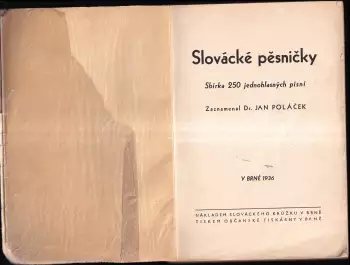 Slovácké pěsničky
Sbírka 250 jednohlasných písní
Zaznamenal Dr. JAN POLÁČEK
V BRNĚ 1936
NÁKLADEM SLOVÁCKÉHO KRÚŽKU V BRNĚ
TISKEM OBČANSKÉ TISKÁRNY V BRNĚ